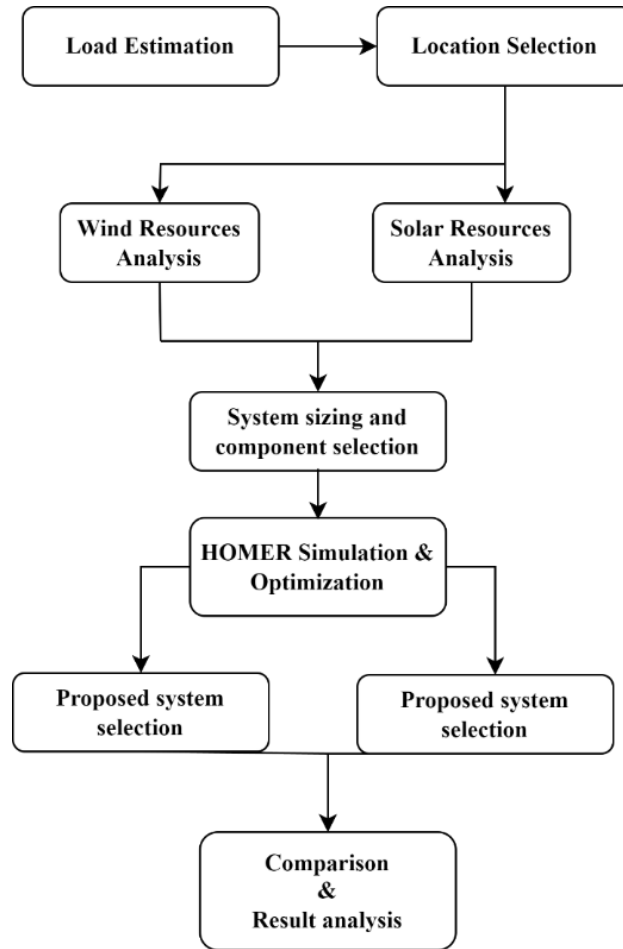 Load Estimation
Location Selection
Wind Resources
Analysis
Solar Resources
Analysis
System sizing and
component selection
HOMER Simulation &
Optimization
Proposed system
selection
Proposed system
selection
Comparison
&
Result analysis